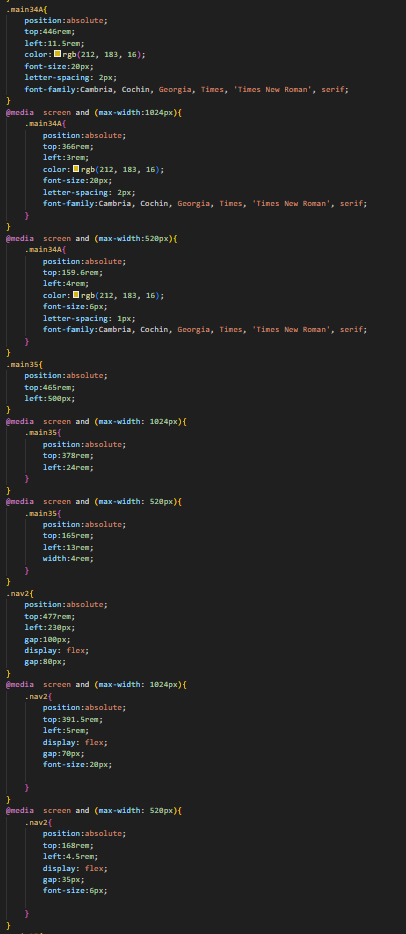 .main34A{
    position:absolute;
    top:446rem;
    left:11.5rem;
    color:rgb(212, 183, 16);
    font-size:20px;
    letter-spacing: 2px;
    font-family:Cambria, Cochin, Georgia, Times, 'Times New Roman', serif;
}
@media  screen and (max-width:1024px){
    .main34A{
        position:absolute;
        top:366rem;
        left:3rem;
        color:rgb(212, 183, 16);
        font-size:20px;
        letter-spacing: 2px;
        font-family:Cambria, Cochin, Georgia, Times, 'Times New Roman', serif;
    }
}
@media  screen and (max-width:520px){
    .main34A{
        position:absolute;
        top:159.6rem;
        left:4rem;
        color:rgb(212, 183, 16);
        font-size:6px;
        letter-spacing: 1px;
        font-family:Cambria, Cochin, Georgia, Times, 'Times New Roman', serif;
    }
}
.main35{
    position:absolute;
    top:465rem;
    left:500px;
}
@media  screen and (max-width: 1024px){
    .main35{
        position:absolute;
        top:378rem;
        left:24rem;
    }
}
@media  screen and (max-width: 520px){
    .main35{
        position:absolute;
        top:165rem;
        left:13rem;
        width:4rem;
    }
}
.nav2{
    position:absolute;
    top:477rem;
    left:230px;
    gap:100px;
    display: flex;
    gap:80px;
}
@media  screen and (max-width: 1024px){
    .nav2{
        position:absolute;
        top:391.5rem;
        left:5rem;
        display: flex;
        gap:70px;
        font-size:20px;

    }
}
@media  screen and (max-width: 520px){
    .nav2{
        position:absolute;
        top:168rem;
        left:4.5rem;
        display: flex;
        gap:35px;
        font-size:6px;

    }
}